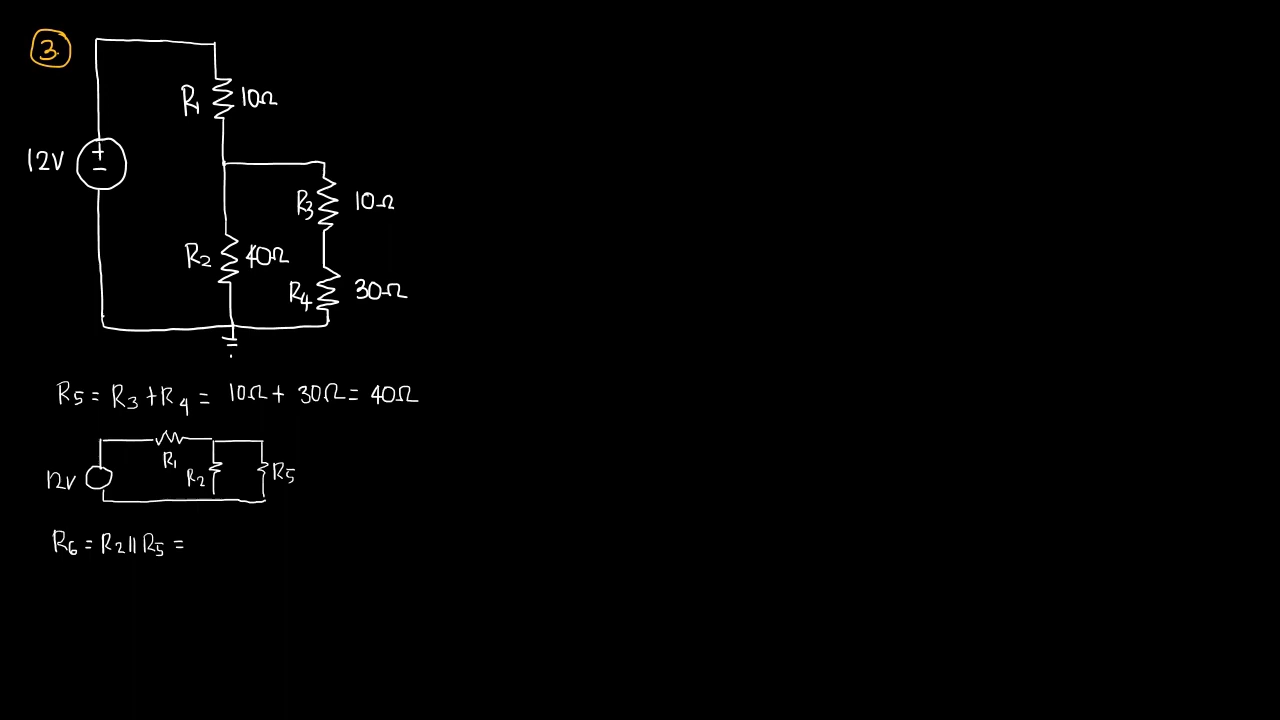 3.
R1 10Ω
12V + −
R3 10Ω
R2 40Ω
R4 30Ω
R5 = R3 + R4 = 10Ω + 30Ω = 40Ω
12V R1 R2 R5
R6 = R2 || R5 =